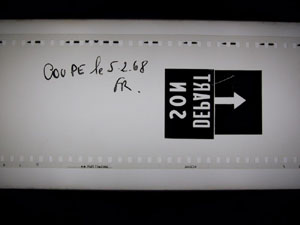 COUPE le 5.2.68
FR.
SON
DEPART